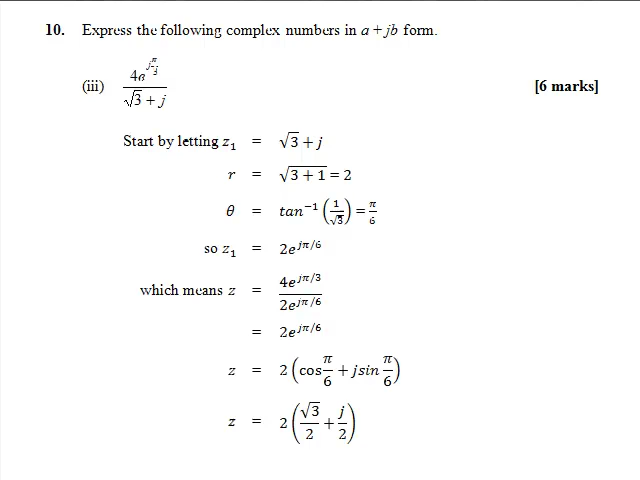 10. Express the following complex numbers in a + jb form.
(iii) 4e^(jπ/3) / (√3 + j) [6 marks]
Start by letting z₁ = √3 + j
r = √(3 + 1) = 2
θ = tan⁻¹(1/√3) = π/6
so z₁ = 2e^(jπ/6)
which means z = 4e^(jπ/3) / 2e^(jπ/6)
= 2e^(jπ/6)
z = 2(cos π/6 + jsin π/6)
z = 2(√3/2 + j/2)